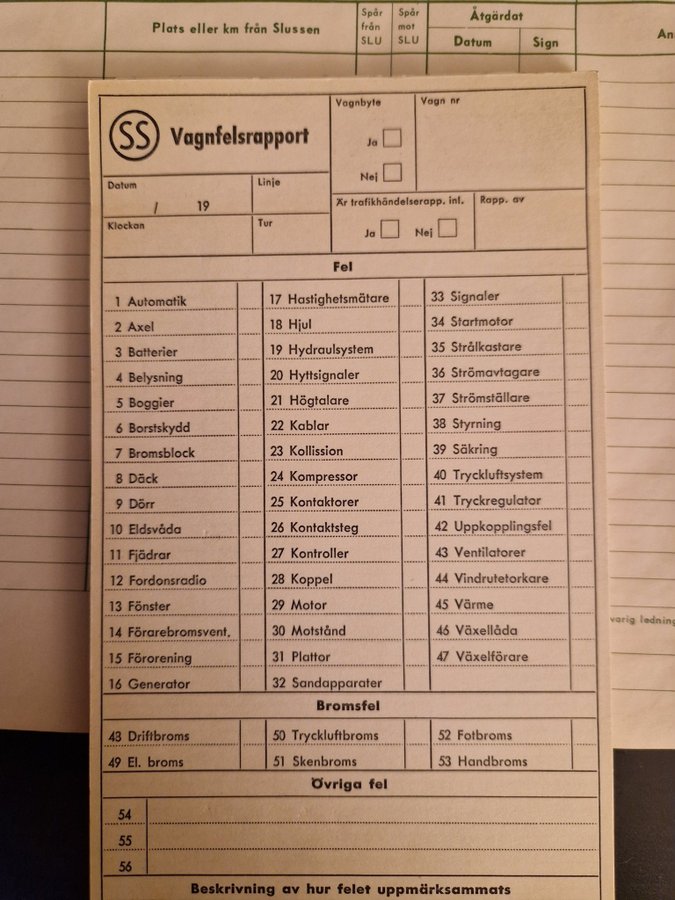 Plats eller km från Slussen
Spår från SLU
Spår mot SLU
Åtgärdat
Datum
Sign
An
SS
Vagnfelsrapport
Vagnbyte
Ja
Nej
Vagn nr
Datum
/ 19
Linje
Klockan
Tur
Är trafikhändelserapp. inl.
Ja
Nej
Rapp. av
Fel
1 Automatik
2 Axel
3 Batterier
4 Belysning
5 Boggier
6 Borstskydd
7 Bromsblock
8 Däck
9 Dörr
10 Eldsvåda
11 Fjädrar
12 Fordonsradio
13 Fönster
14 Förarebromsvent.
15 Förorening
16 Generator
17 Hastighetsmätare
18 Hjul
19 Hydraulsystem
20 Hyttsignaler
21 Högtalare
22 Kablar
23 Kollission
24 Kompressor
25 Kontaktorer
26 Kontaktsteg
27 Kontroller
28 Koppel
29 Motor
30 Motstånd
31 Plattor
32 Sandapparater
33 Signaler
34 Startmotor
35 Strålkastare
36 Strömavtagare
37 Strömställare
38 Styrning
39 Säkring
40 Tryckluftsystem
41 Tryckregulator
42 Uppkopplingsfel
43 Ventilatorer
44 Vindrutetorkare
45 Värme
46 Växellåda
47 Växelförare
Bromsfel
43 Driftbroms
49 El. broms
50 Tryckluftbroms
51 Skenbroms
52 Fotbroms
53 Handbroms
Övriga fel
54
55
56
Beskrivning av hur felet uppmärksammats
varig ledning